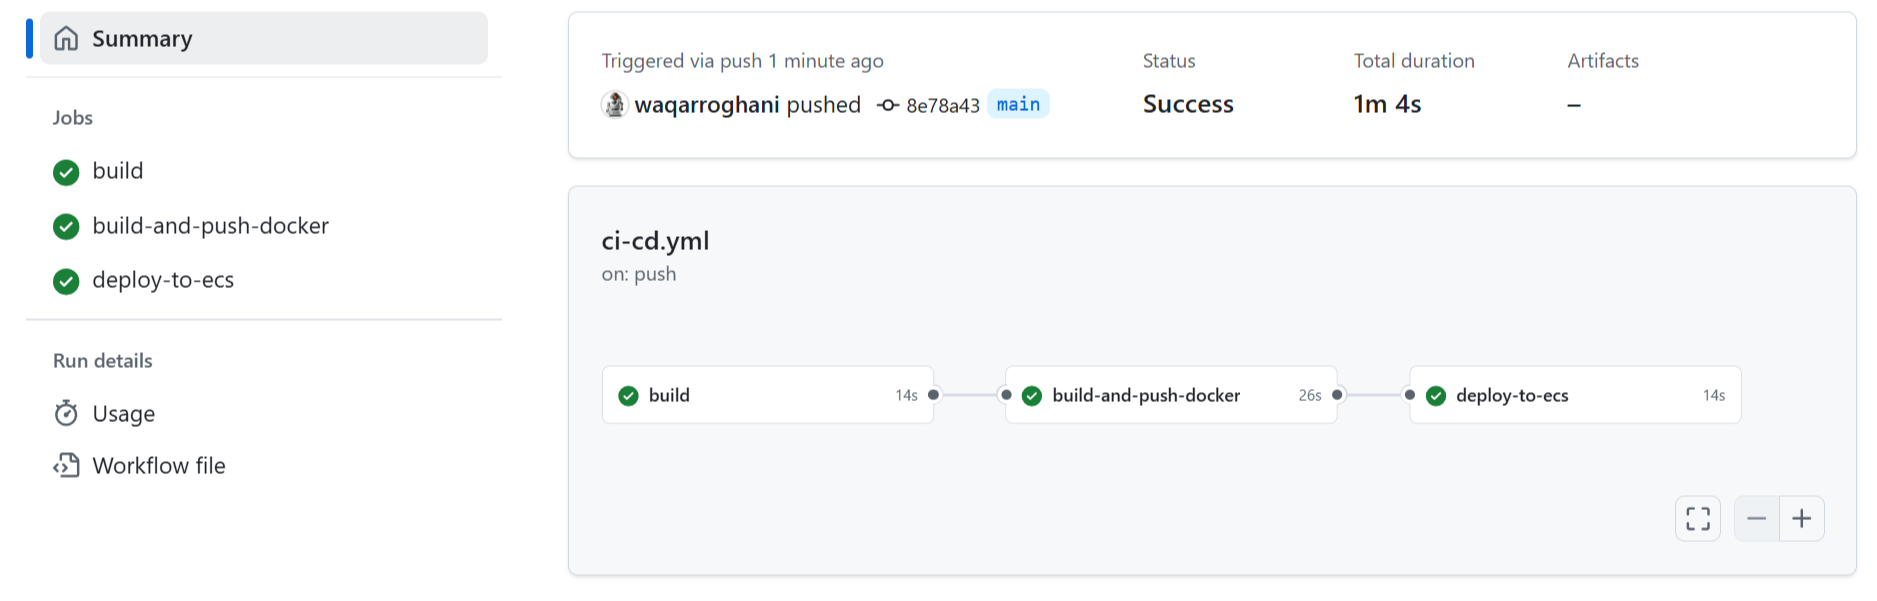 Summary
Jobs
build
build-and-push-docker
deploy-to-ecs
Run details
Usage
Workflow file
Triggered via push 1 minute ago
waqarroghani pushed 8e78a43 main
Status
Success
Total duration
1m 4s
Artifacts
–
ci-cd.yml
on: push
build 14s
build-and-push-docker 26s
deploy-to-ecs 14s